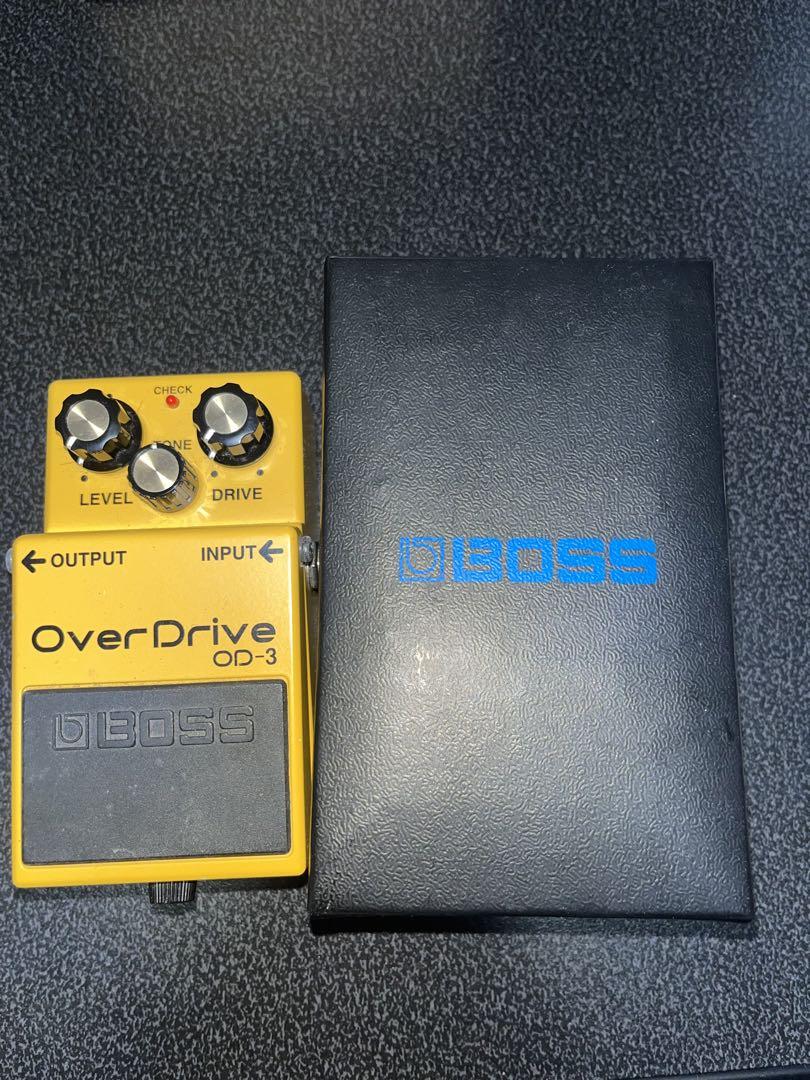 CHECK
TONE
LEVEL
DRIVE
OUTPUT
INPUT
OverDrive
OD-3
BOSS
BOSS